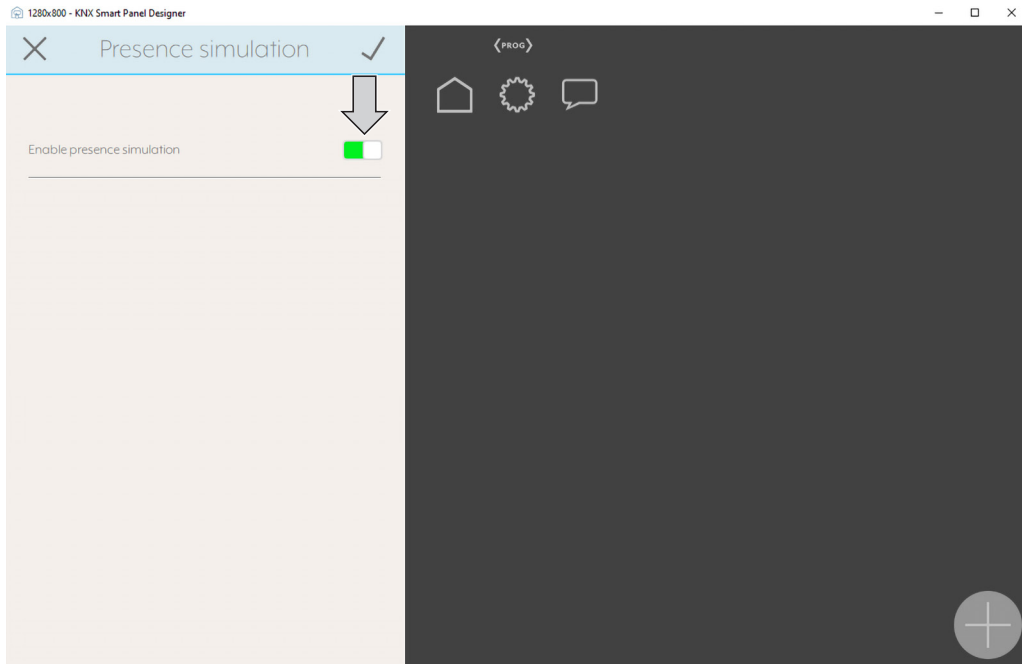 1280x800 - KNX Smart Panel Designer
Presence simulation
PROG
Enable presence simulation